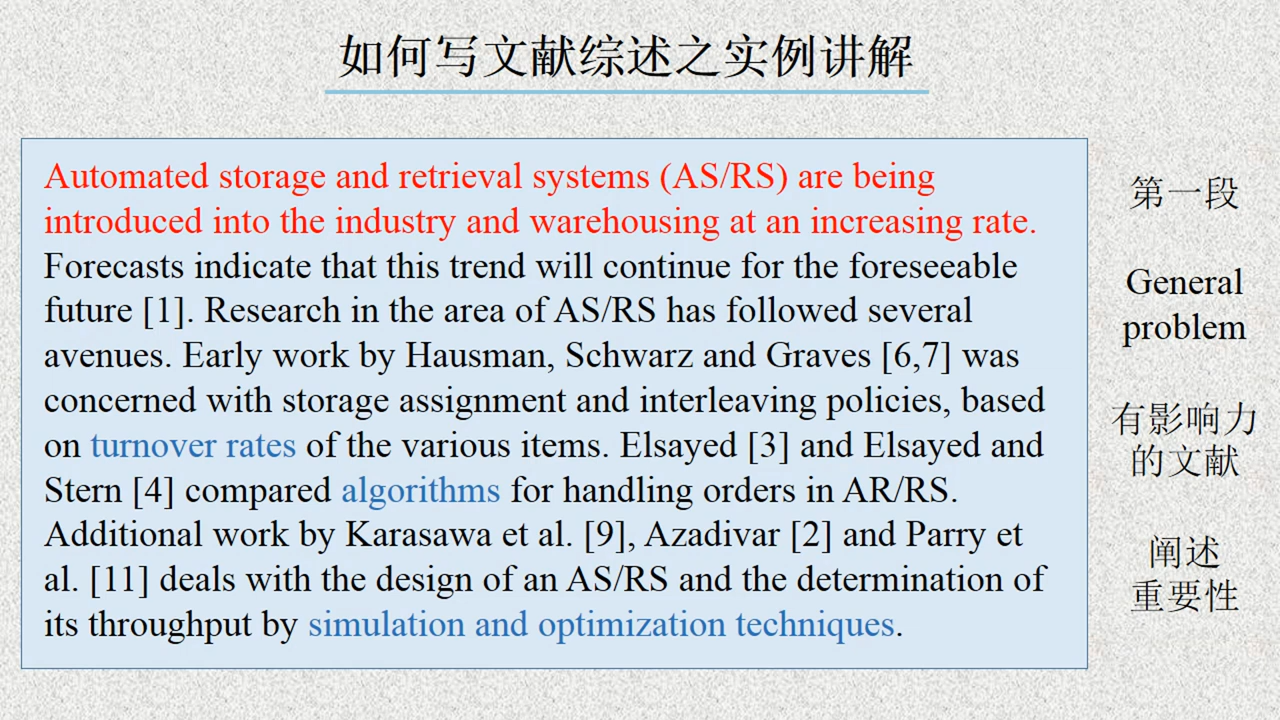 如何写文献综述之实例讲解
Automated storage and retrieval systems (AS/RS) are being
introduced into the industry and warehousing at an increasing rate.
Forecasts indicate that this trend will continue for the foreseeable
future [1]. Research in the area of AS/RS has followed several
avenues. Early work by Hausman, Schwarz and Graves [6,7] was
concerned with storage assignment and interleaving policies, based
on turnover rates of the various items. Elsayed [3] and Elsayed and
Stern [4] compared algorithms for handling orders in AR/RS.
Additional work by Karasawa et al. [9], Azadivar [2] and Parry et
al. [11] deals with the design of an AS/RS and the determination of
its throughput by simulation and optimization techniques.
第一段
General
problem
有影响力
的文献
阐述
重要性